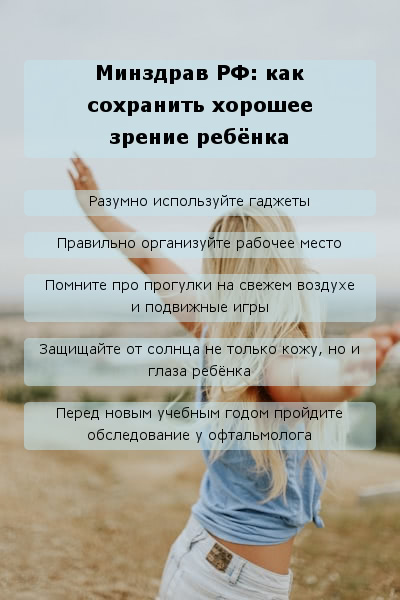 Минздрав РФ: как
сохранить хорошее
зрение ребёнка
Разумно используйте гаджеты
Правильно организуйте рабочее место
Помните про прогулки на свежем воздухе
и подвижные игры
Защищайте от солнца не только кожу, но и
глаза ребёнка
Перед новым учебным годом пройдите
обследование у офтальмолога